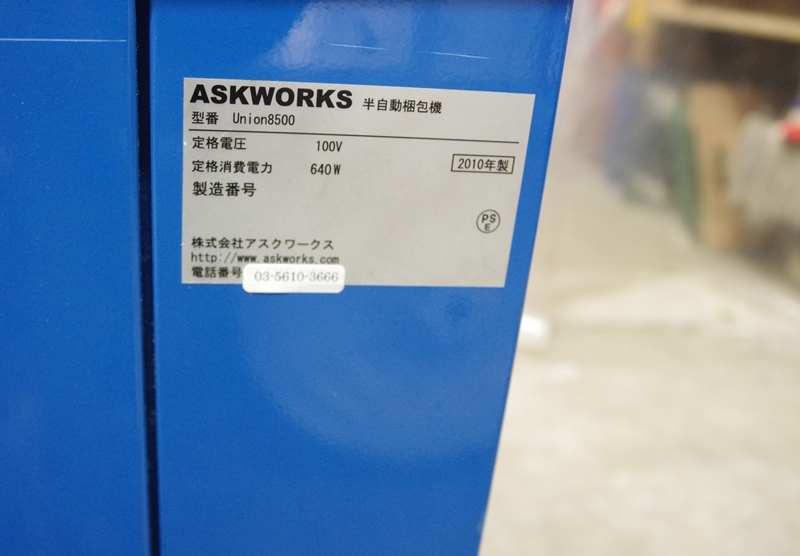 ASKWORKS 半自動梱包機
型番 Union8500
定格電圧 100V
定格消費電力 640W
2010年製
製造番号
PS
E
株式会社アスクワークス
http://www.askworks.com
電話番号 03-5610-3666